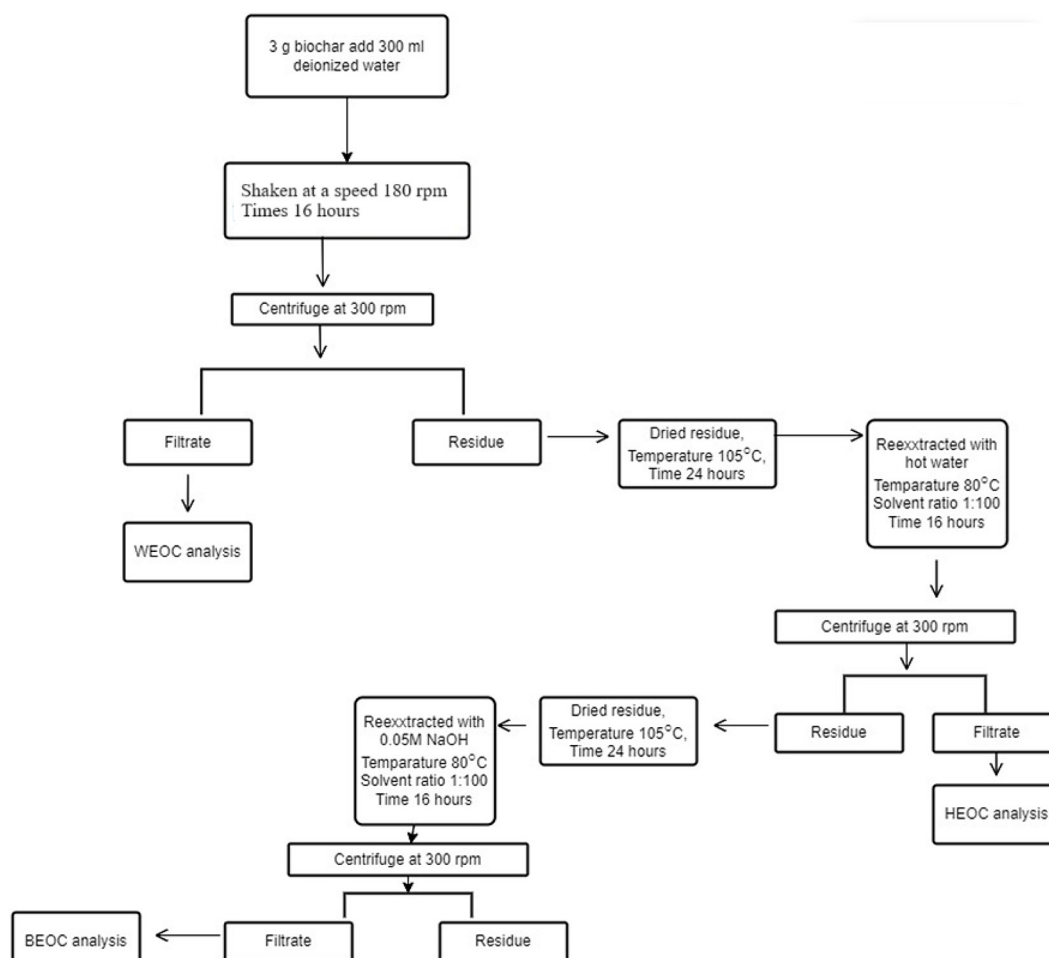 3 g biochar add 300 ml
deionized water
Shaken at a speed 180 rpm
Times 16 hours
Centrifuge at 300 rpm
Filtrate
Residue
Dried residue,
Temperature 105°C,
Time 24 hours
Reexxtracted with
hot water
Temparature 80°C
Solvent ratio 1:100
Time 16 hours
WEOC analysis
Centrifuge at 300 rpm
Residue
Filtrate
HEOC analysis
Dried residue,
Temperature 105°C,
Time 24 hours
Reexxtracted with
0.05M NaOH
Temparature 80°C
Solvent ratio 1:100
Time 16 hours
Centrifuge at 300 rpm
Filtrate
Residue
BEOC analysis